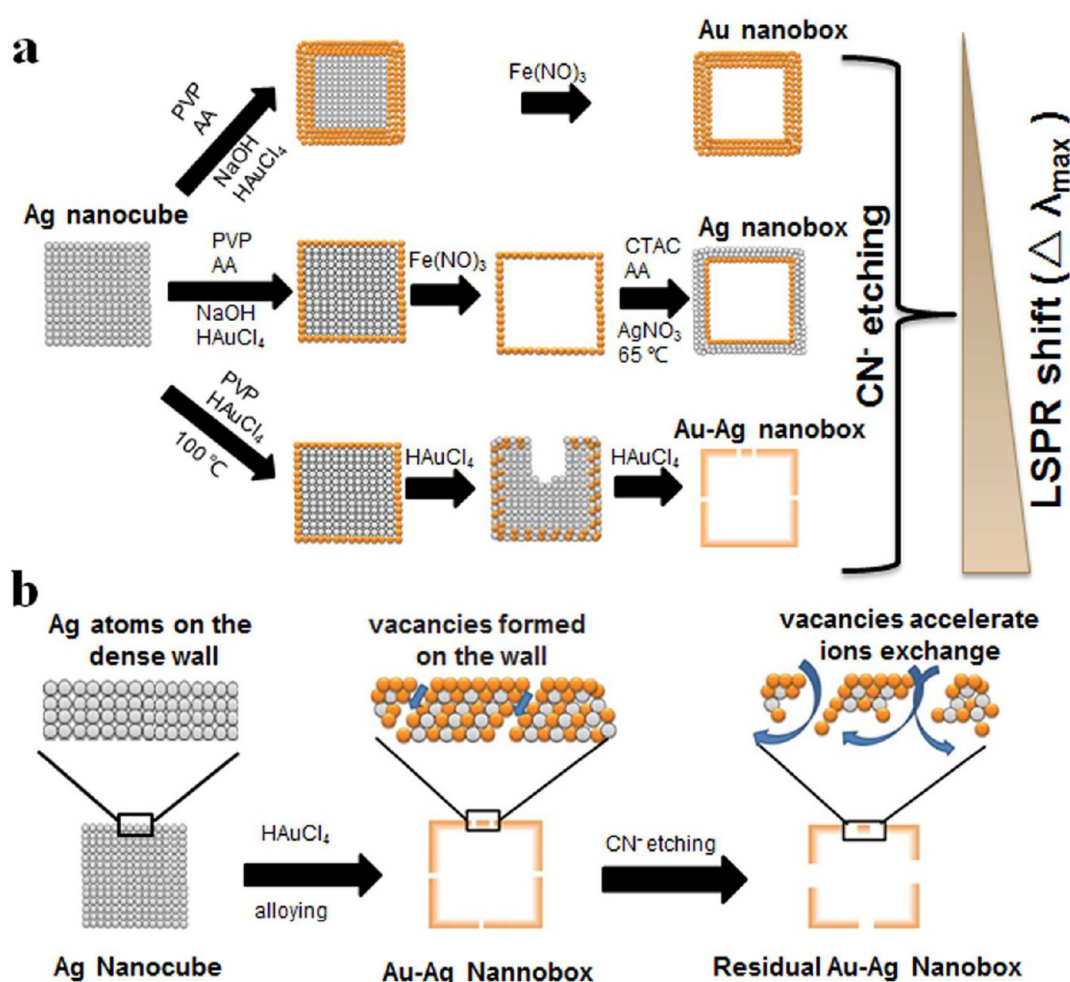 a
PVP
AA
NaOH
HAuCl₄
Fe(NO)₃
Au nanobox
Ag nanocube
PVP
AA
NaOH
HAuCl₄
Fe(NO)₃
CTAC
AA
AgNO₃
65 ℃
Ag nanobox
PVP
HAuCl₄
100 ℃
HAuCl₄
HAuCl₄
Au-Ag nanobox
CN⁻ etching
LSPR shift (△ λmax)
b
Ag atoms on the
dense wall
vacancies formed
on the wall
vacancies accelerate
ions exchange
HAuCl₄
alloying
CN⁻ etching
Ag Nanocube
Au-Ag Nannobox
Residual Au-Ag Nanobox